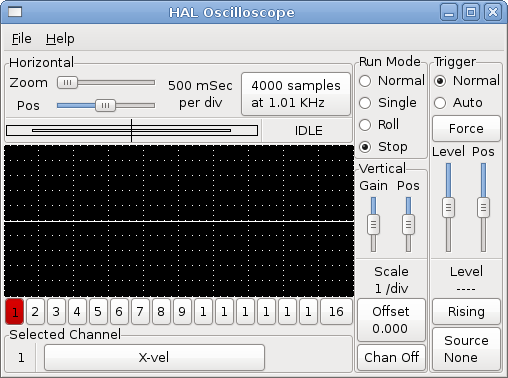 HAL Oscilloscope
File Help
Horizontal
Zoom
Pos
500 mSec
per div
4000 samples
at 1.01 KHz
IDLE
Run Mode
Normal
Single
Roll
Stop
Trigger
Normal
Auto
Force
Level Pos
Vertical
Gain Pos
Scale
1 /div
Offset
0.000
Chan Off
Level
----
Rising
Source
None
1 2 3 4 5 6 7 8 9 1 1 1 1 1 1 16
Selected Channel
1 X-vel